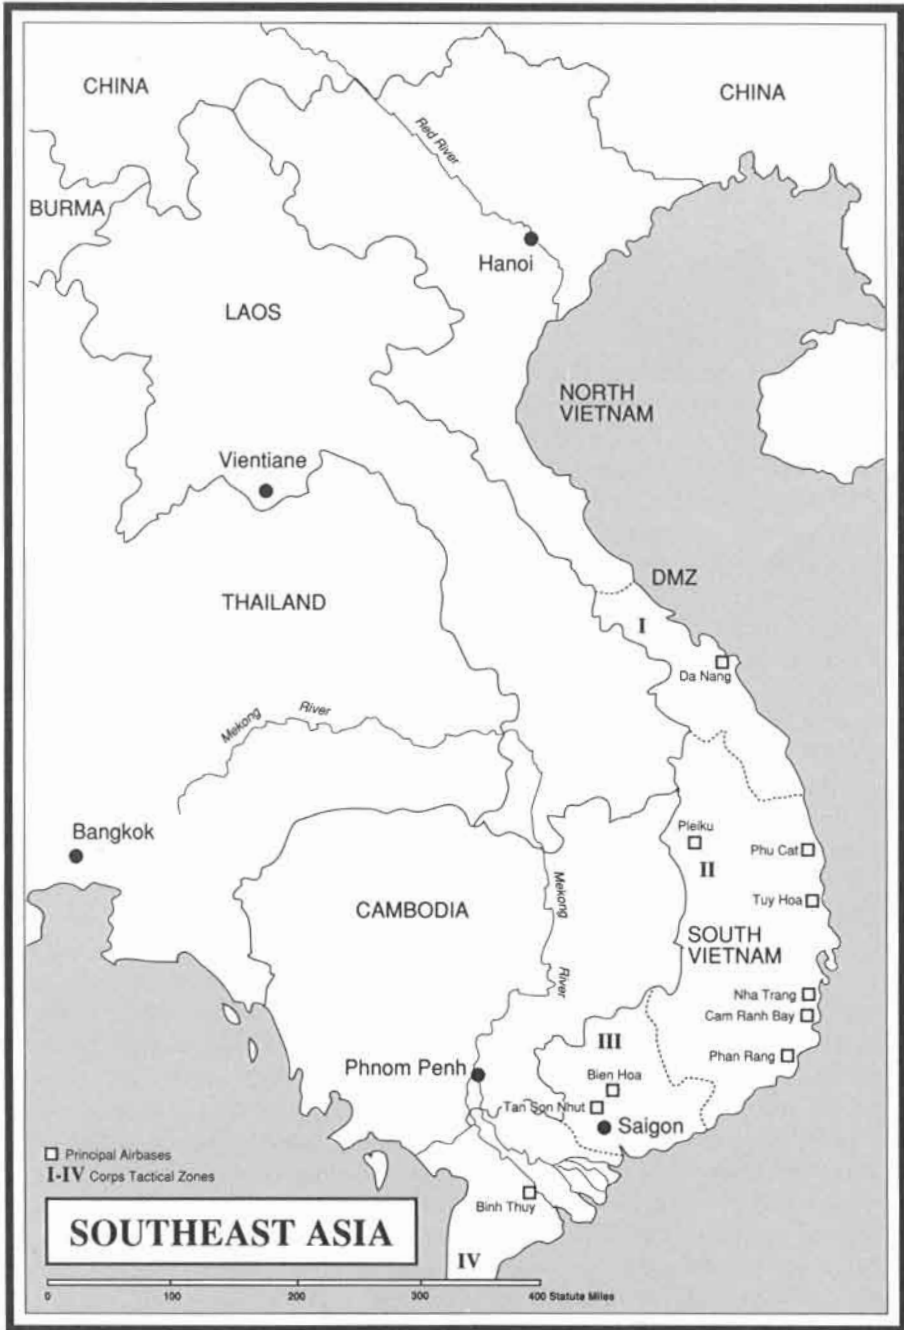 CHINA
CHINA
Red River
BURMA
Hanoi
LAOS
NORTH
VIETNAM
Vientiane
DMZ
THAILAND
I
Da Nang
Mekong River
Bangkok
Pleiku
Phu Cat
II
Mekong River
Tuy Hoa
CAMBODIA
SOUTH
VIETNAM
Nha Trang
Cam Ranh Bay
III
Phan Rang
Phnom Penh
Bien Hoa
Tan Son Nhut
Saigon
Principal Airbases
I-IV Corps Tactical Zones
Binh Thuy
SOUTHEAST ASIA
IV
0 100 200 300 400 Statute Miles